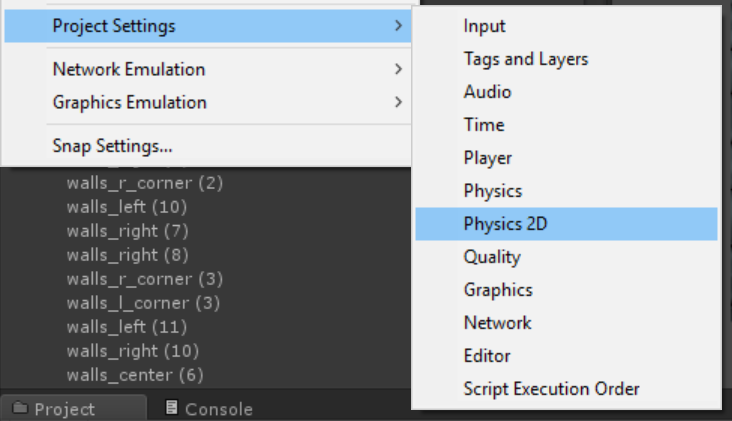 Project Settings
Network Emulation
Graphics Emulation
Snap Settings...
Input
Tags and Layers
Audio
Time
Player
Physics
Physics 2D
Quality
Graphics
Network
Editor
Script Execution Order
walls_r_corner (2)
walls_left (10)
walls_right (7)
walls_right (8)
walls_r_corner (3)
walls_l_corner (3)
walls_left (11)
walls_right (10)
walls_center (6)
Project
Console